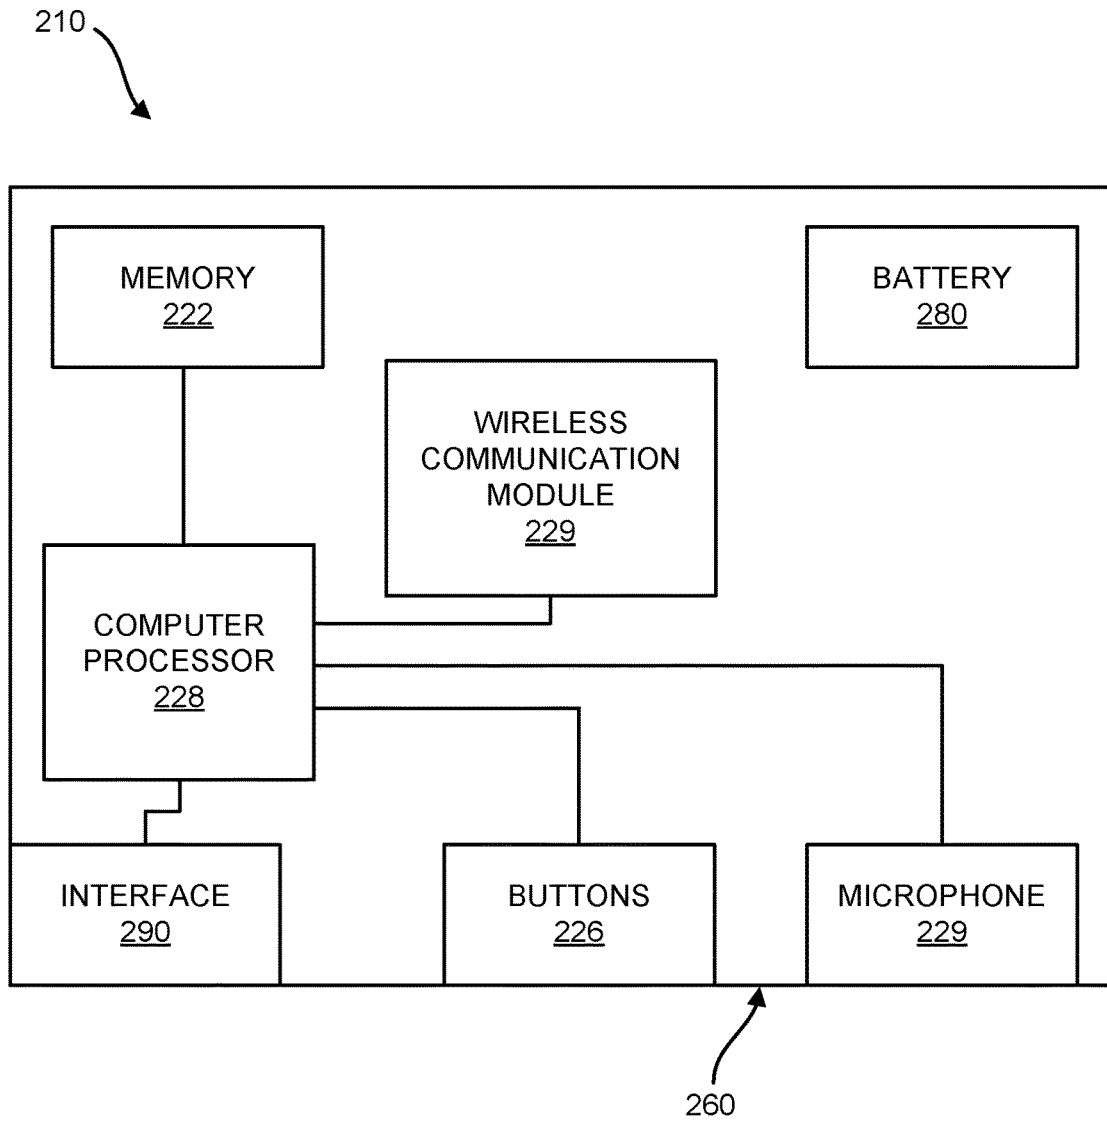 210
MEMORY
222
BATTERY
280
WIRELESS
COMMUNICATION
MODULE
229
COMPUTER
PROCESSOR
228
INTERFACE
290
BUTTONS
226
MICROPHONE
229
260